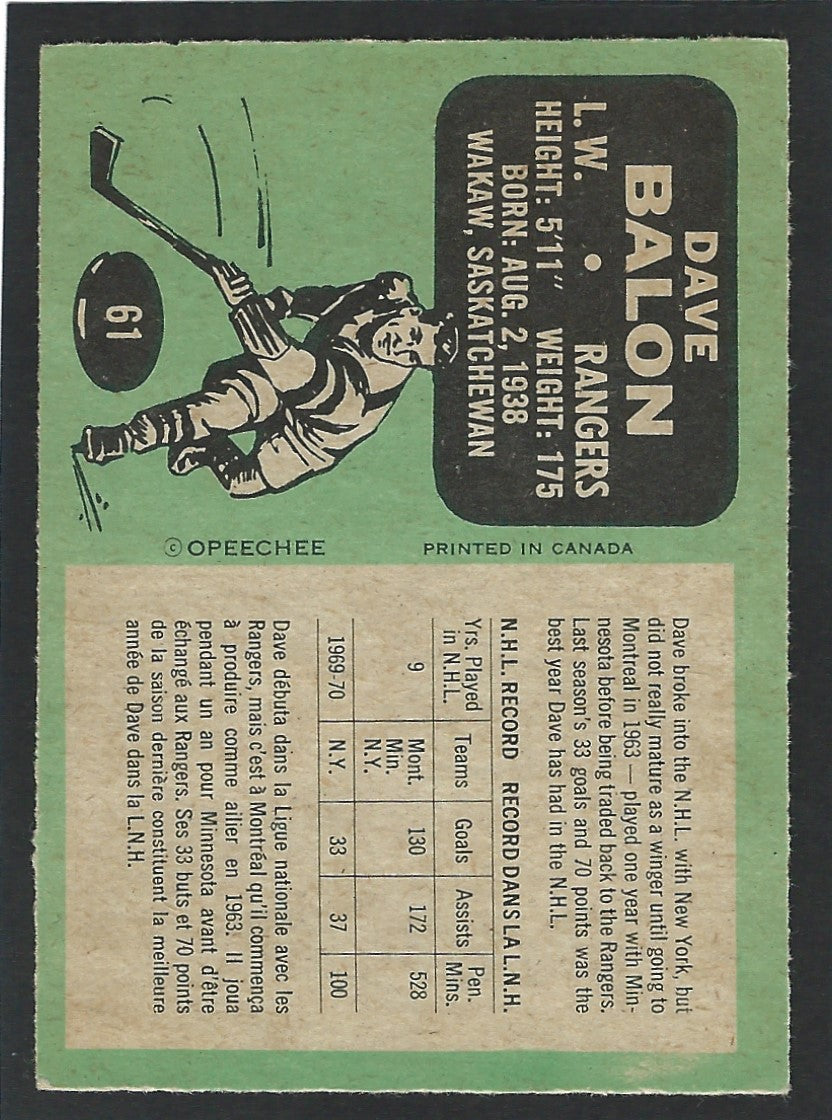 DAVE
BALON
L. W. • RANGERS
HEIGHT: 5'11" WEIGHT: 175
BORN: AUG. 2, 1938
WAKAW, SASKATCHEWAN
61
© OPEECHEE PRINTED IN CANADA
Dave broke into the N.H.L. with New York, but
did not really mature as a winger until going to
Montreal in 1963 — played one year with Min-
nesota before being traded back to the Rangers.
Last season's 33 goals and 70 points was the
best year Dave has had in the N.H.L.
N.H.L. RECORD RECORD DANS LA L.N.H.
Yrs. Played in N.H.L. Teams Goals Assists Pen. Mins.
9 Mont. Min. N.Y. 130 172 528
1969-70 N.Y. 33 37 100
Dave débuta dans la Ligue nationale avec les
Rangers, mais c'est à Montréal qu'il commença
à produire comme ailier en 1963. Il joua
pendant un an pour Minnesota avant d'être
échangé aux Rangers. Ses 33 buts et 70 points
de la saison dernière constituent la meilleure
année de Dave dans la L.N.H.